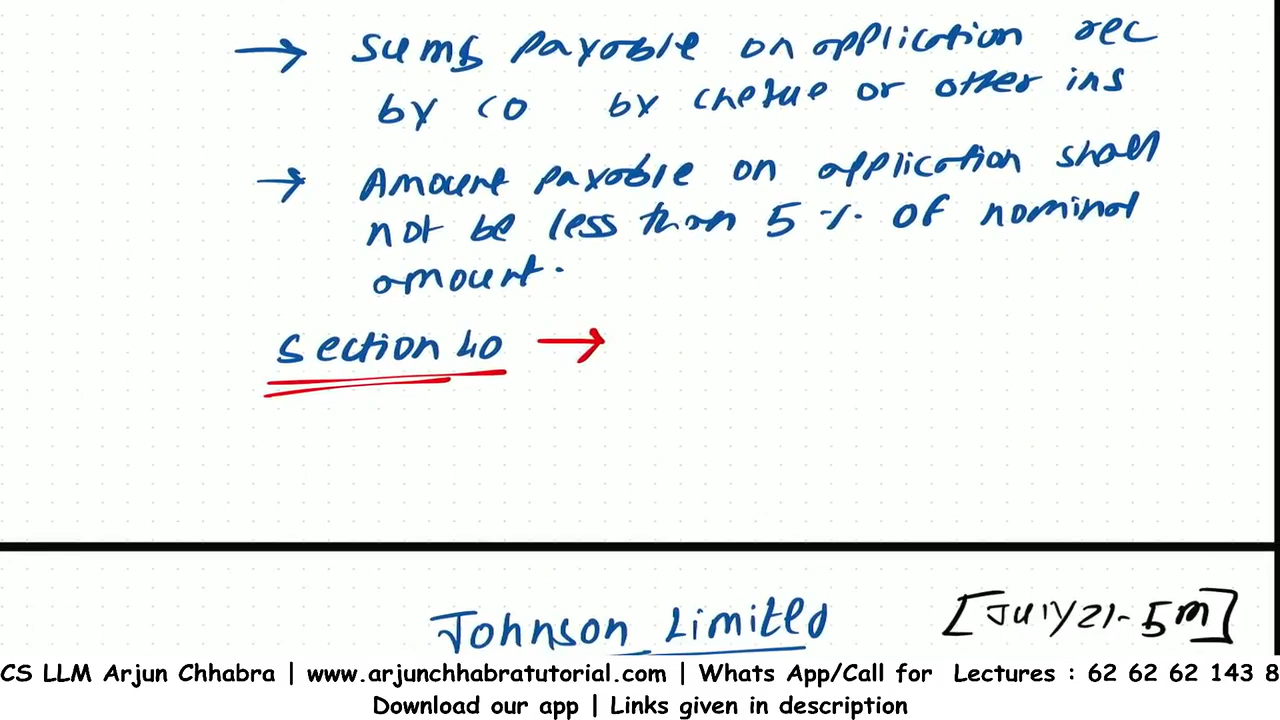 → sums payable on application rec
by co by cheque or other ins
→ Amount payable on application shall
not be less than 5 % of nominal
amount.
Section 40 →
Johnson Limited [July 21 - 5m]
CS LLM Arjun Chhabra | www.arjunchhabratutorial.com | Whats App/Call for Lectures : 62 62 62 143 8
Download our app | Links given in description